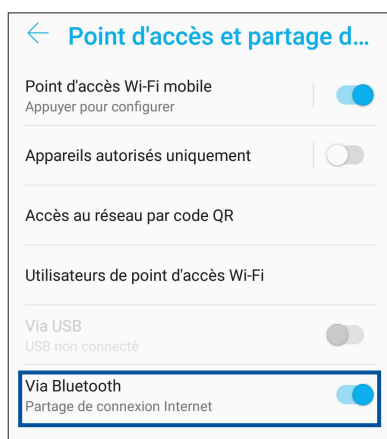 Point d'accès et partage d...
Point d'accès Wi-Fi mobile
Appuyer pour configurer
Appareils autorisés uniquement
Accès au réseau par code QR
Utilisateurs de point d'accès Wi-Fi
Via USB
USB non connecté
Via Bluetooth
Partage de connexion Internet